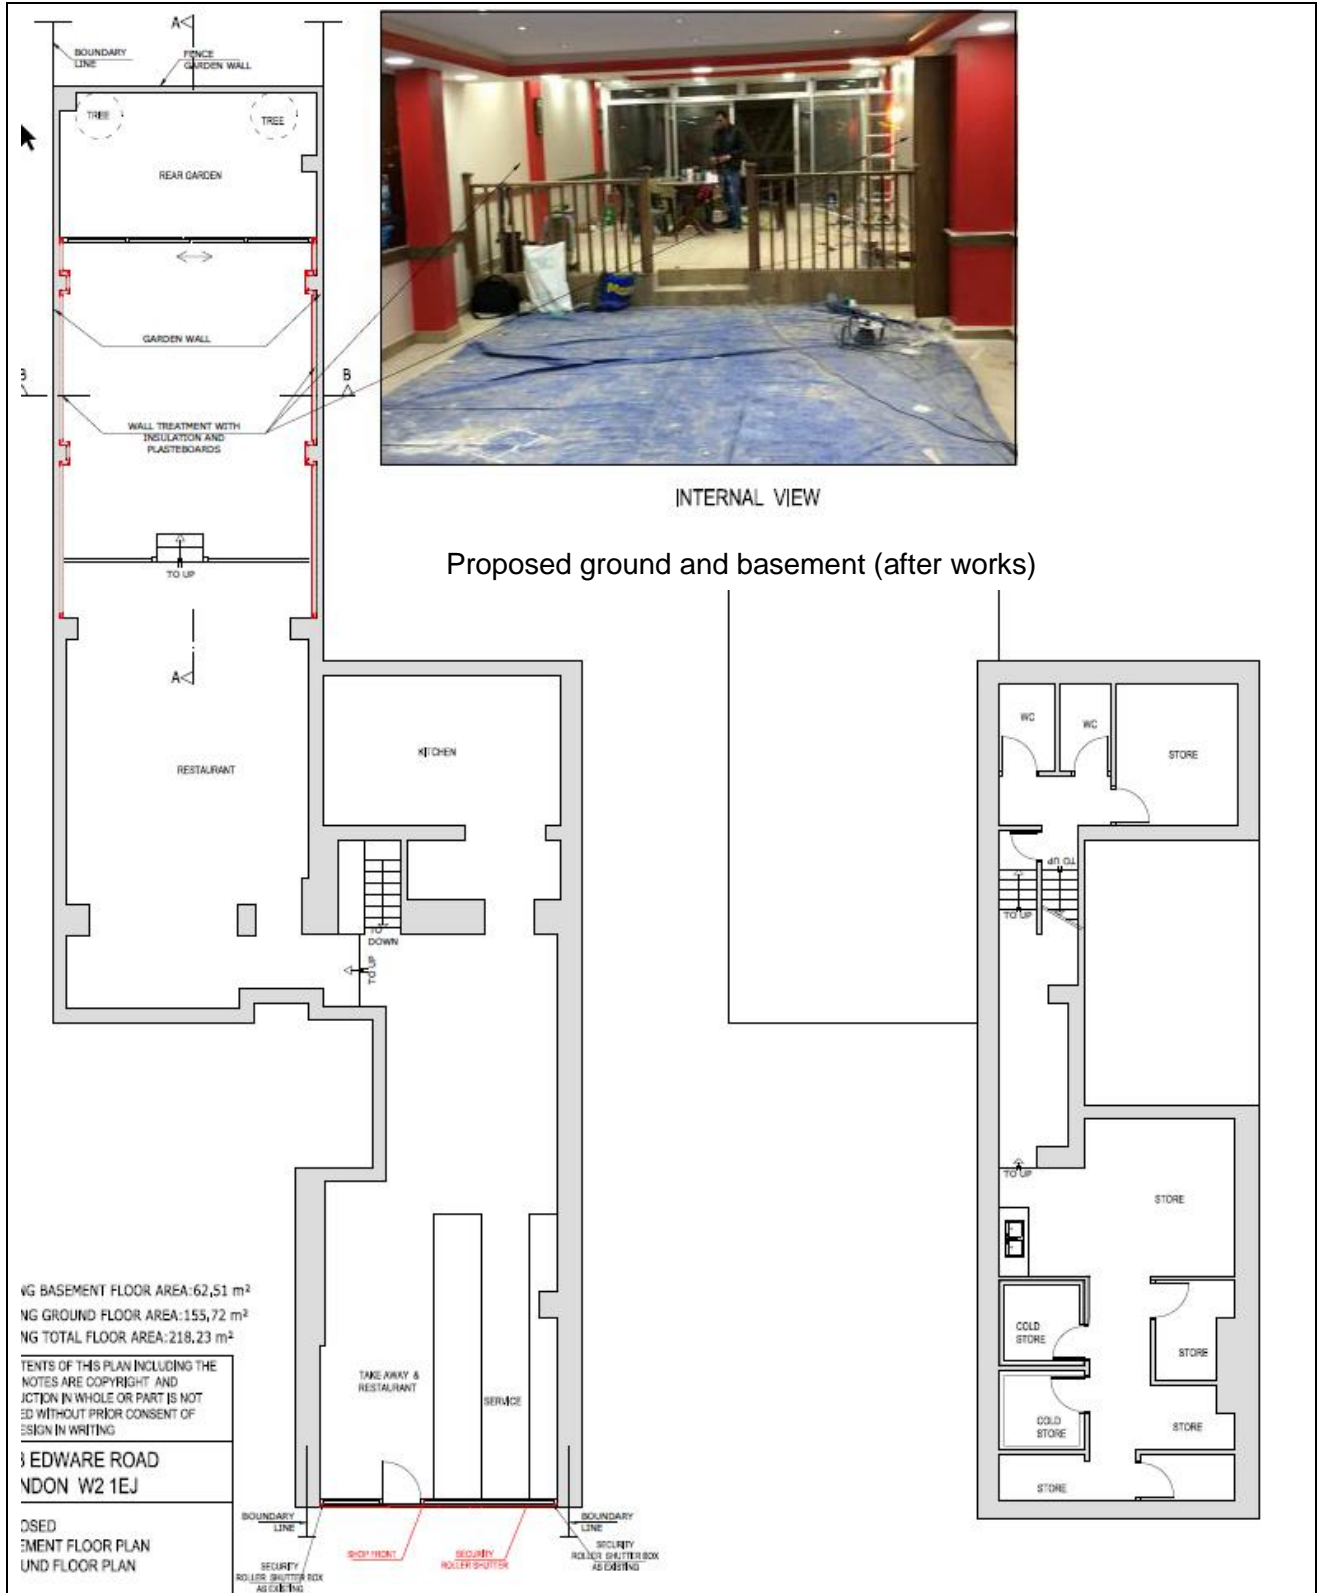 A
BOUNDARY
LINE
FENCE
GARDEN WALL
TREE
TREE
REAR GARDEN
GARDEN WALL
B
B
WALL TREATMENT WITH
INSULATION AND
PLASTEBOARDS
TO UP
A
INTERNAL VIEW
Proposed ground and basement (after works)
RESTAURANT
KITCHEN
TO
DOWN
TO UP
WC
WC
STORE
TO UP
TO UP
TO UP
STORE
COLD
STORE
STORE
COLD
STORE
STORE
STORE
TAKE AWAY &
RESTAURANT
SERVICE
NG BASEMENT FLOOR AREA:62,51 m²
NG GROUND FLOOR AREA:155,72 m²
NG TOTAL FLOOR AREA:218.23 m²
TENTS OF THIS PLAN INCLUDING THE
NOTES ARE COPYRIGHT AND
UCTION IN WHOLE OR PART IS NOT
ED WITHOUT PRIOR CONSENT OF
ESIGN IN WRITING
EDWARE ROAD
NDON W2 1EJ
OSED
EMENT FLOOR PLAN
UND FLOOR PLAN
BOUNDARY
LINE
SECURITY
ROLLER SHUTTER BOX
AS EXISTING
SHOP FRONT
SECURITY
ROLLER SHUTTER
BOUNDARY
LINE
SECURITY
ROLLER SHUTTER BOX
AS EXISTING